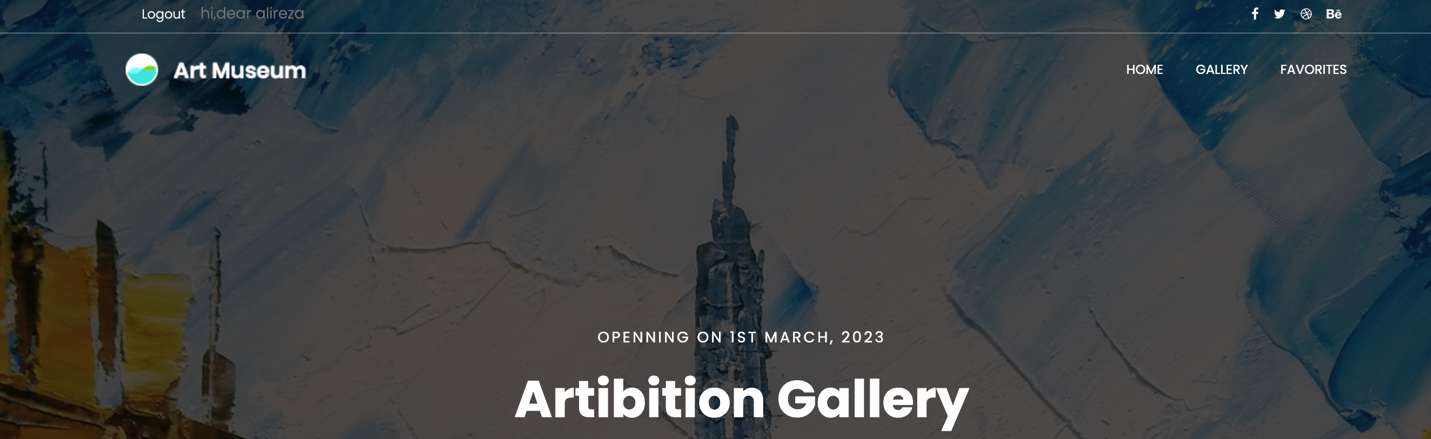 Logout hi,dear alireza
Bē
Art Museum
HOME GALLERY FAVORITES
OPENNING ON 1ST MARCH, 2023
Artibition Gallery